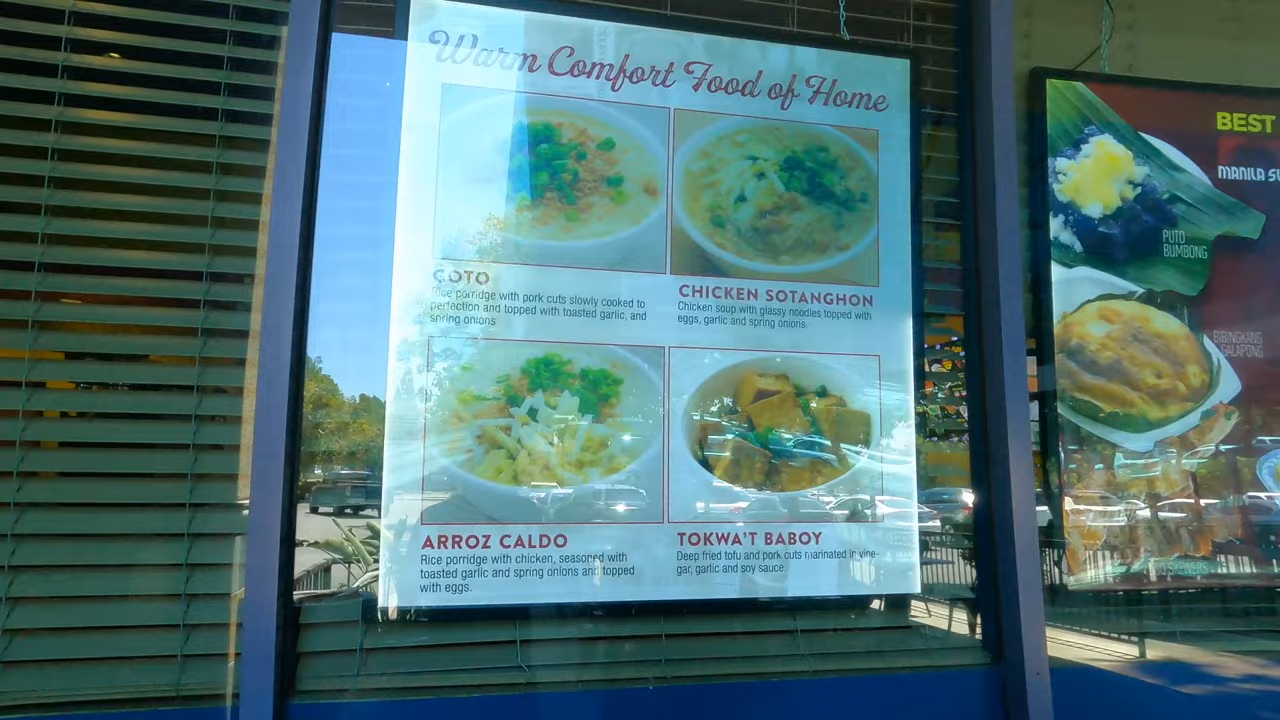 Warm Comfort Food of Home
GOTO
Rice porridge with pork cuts slowly cooked to
perfection and topped with toasted garlic, and
spring onions
CHICKEN SOTANGHON
Chicken soup with glassy noodles topped with
eggs, garlic and spring onions.
ARROZ CALDO
Rice porridge with chicken, seasoned with
toasted garlic and spring onions and topped
with eggs.
TOKWA'T BABOY
Deep fried tofu and pork cuts marinated in vine-
gar, garlic and soy sauce.
BEST
MANILA
PUTO
BUMBONG
BIBINGKANG
GALAPONG